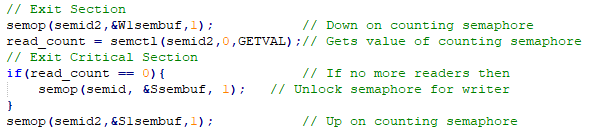 // Exit Section
semop(semid2,&W1sembuf,1);             // Down on counting semaphore
read_count = semctl(semid2,0,GETVAL);// Gets value of counting semaphore
// Exit Critical Section
if(read_count == 0){                   // If no more readers then
    semop(semid, &Ssembuf, 1);   // Unlock semaphore for writer
}
semop(semid2,&S1sembuf,1);             // Up on counting semaphore